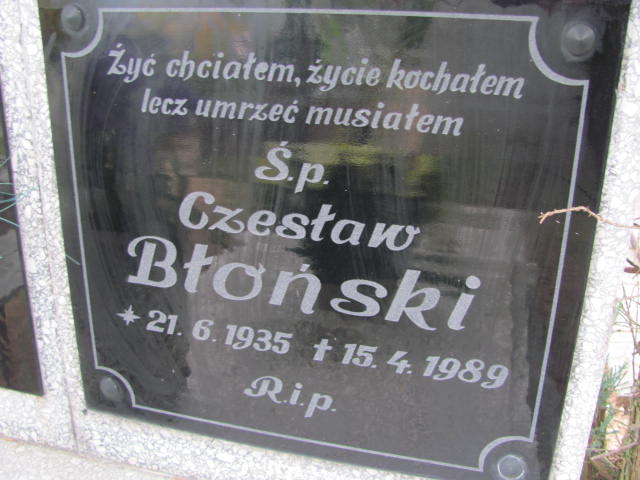 Żyć chciałem, życie kochałem
lecz umrzeć musiałem
Ś.p.
Czesław
Błoński
* 21. 6. 1935 ✝ 15. 4. 1989
R.i.p.